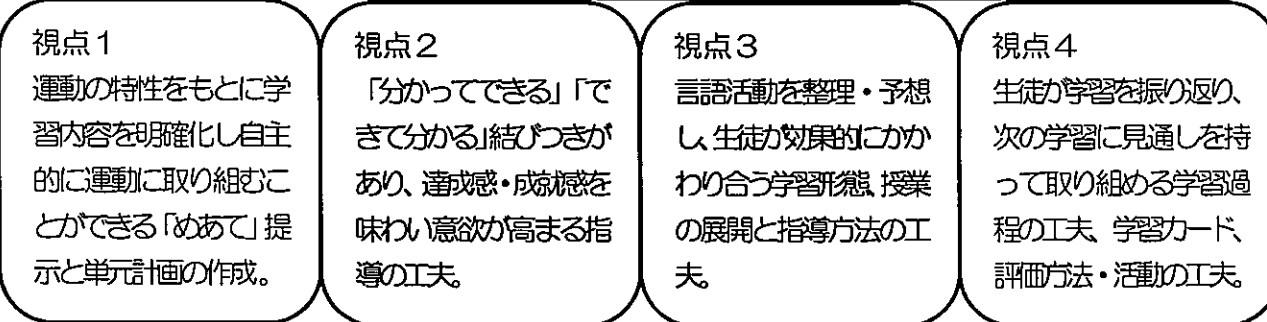 視点1
運動の特性をもとに学
習内容を明確化し自主
的に運動に取り組むこ
とができる「めあて」提
示と単元計画の作成。
視点2
「分かってできる」「で
きて分かる」結びつきが
あり、達成感・成就感を
味わい意欲が高まる指
導の工夫。
視点3
言語活動を整理・予想
し、生徒が効果的にかか
わり合う学習形態、授業
の展開と指導方法の工
夫。
視点4
生徒が学習を振り返り、
次の学習に見通しを持
って取り組める学習過
程の工夫、学習カード、
評価方法・活動の工夫。